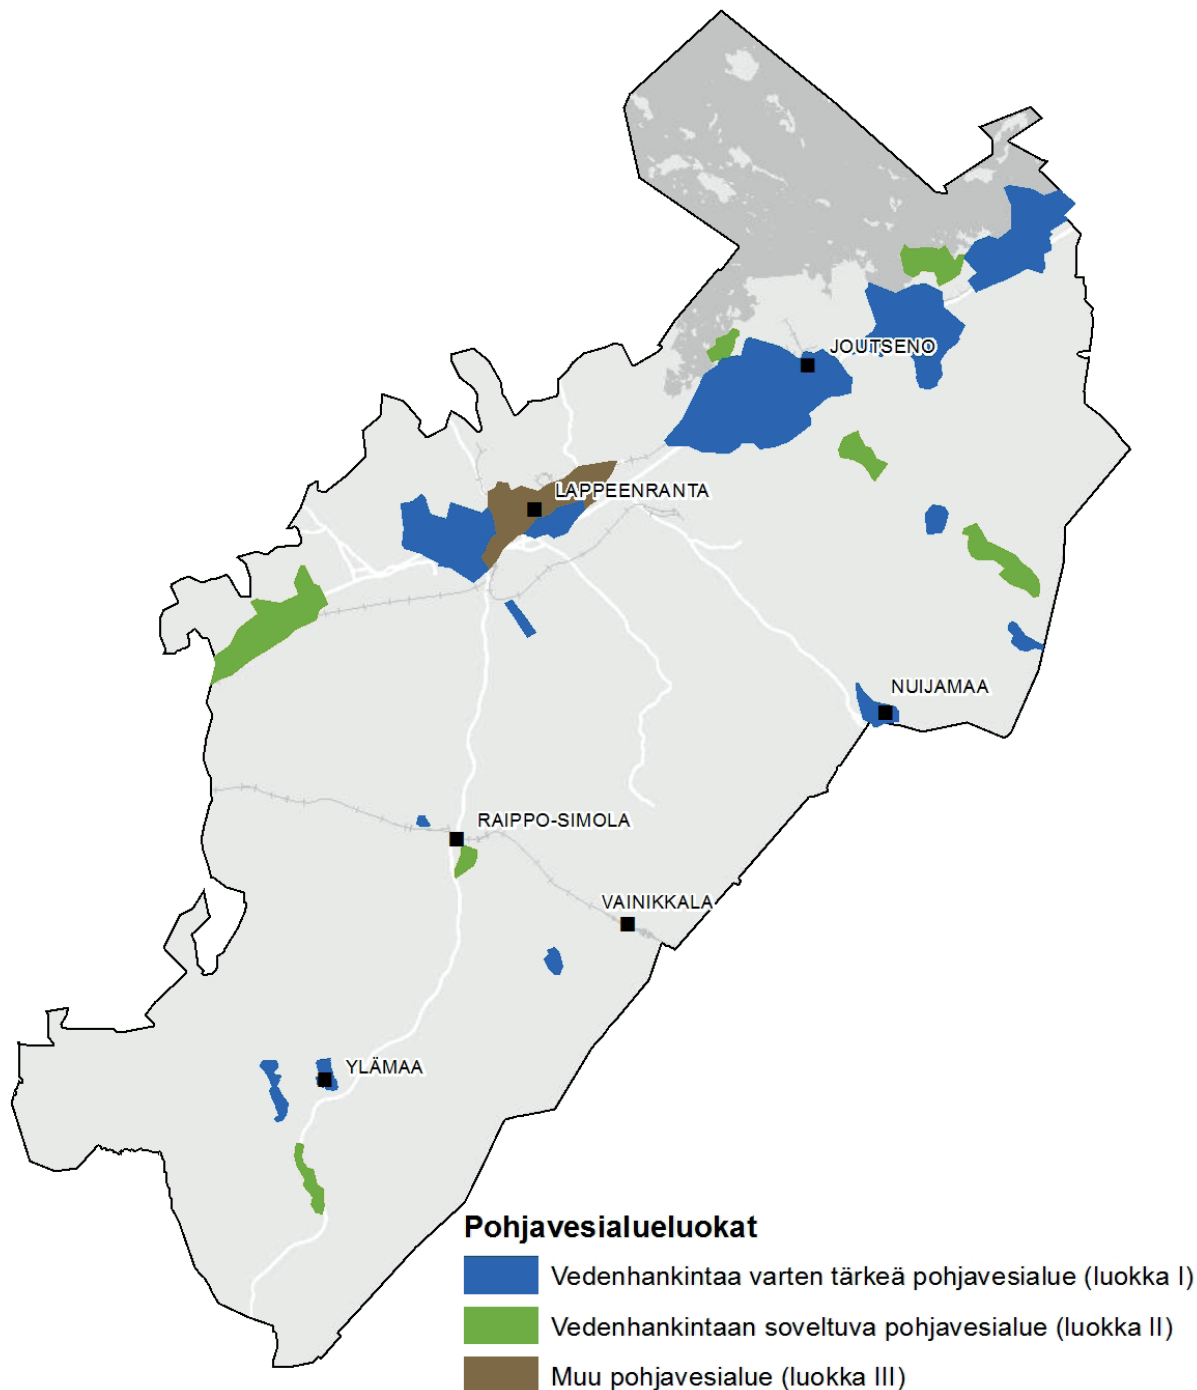 JOUTSENO
LAPPEENRANTA
NUIJAMAA
RAIPPO-SIMOLA
VAINIKKALA
YLÄMAA
Pohjavesialueluokat
Vedenhankintaa varten tärkeä pohjavesialue (luokka I)
Vedenhankintaan soveltuva pohjavesialue (luokka II)
Muu pohjavesialue (luokka III)